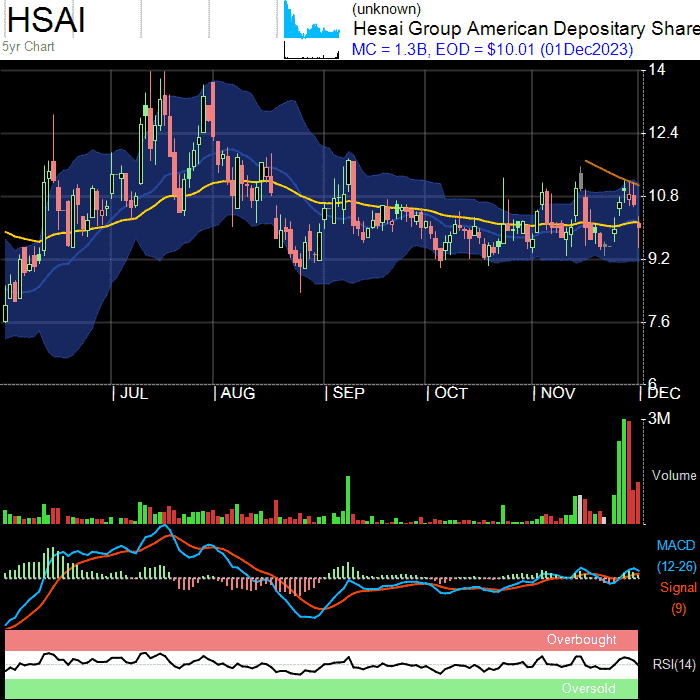 HSAI
5yr Chart
(unknown)
Hesai Group American Depositary Share
MC = 1.3B, EOD = $10.01 (01Dec2023)
14
12.4
10.8
9.2
7.6
6
JUL
AUG
SEP
OCT
NOV
DEC
3M
Volume
MACD
(12-26)
Signal
(9)
Overbought
RSI(14)
Oversold